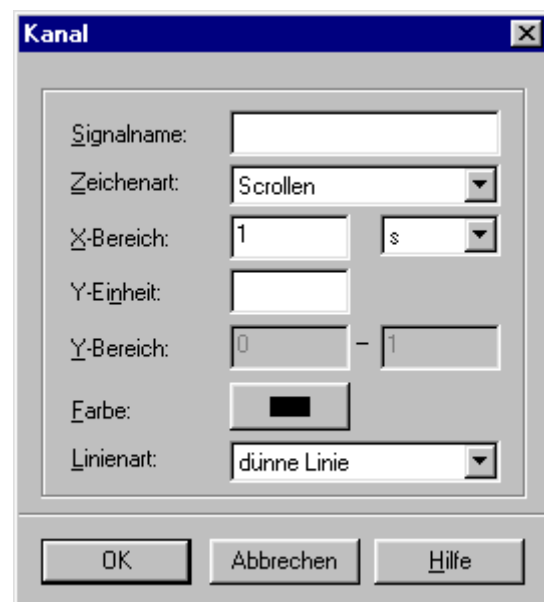 Kanal
Signalname:
Zeichenart: Scrollen
X-Bereich: 1 s
Y-Einheit:
Y-Bereich: 0 – 1
Farbe:
Linienart: dünne Linie
OK Abbrechen Hilfe